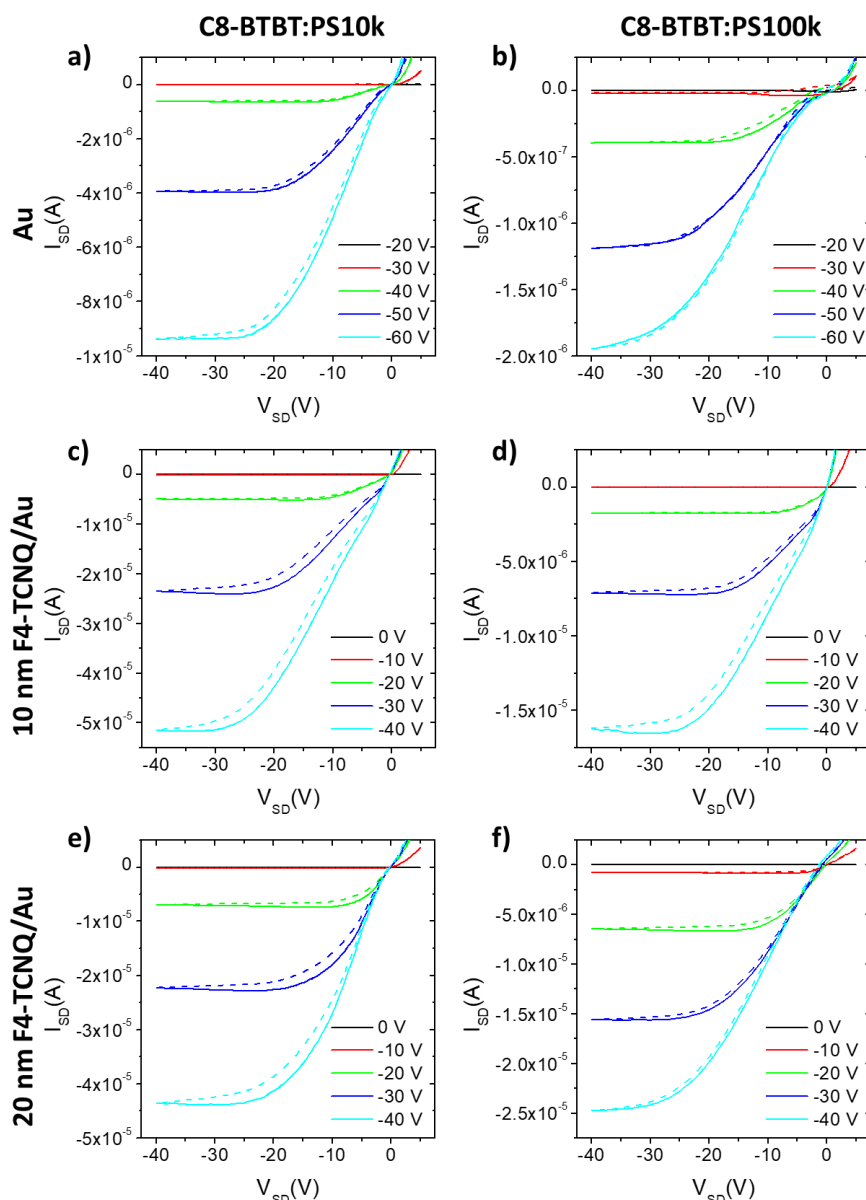 C8-BTBT:PS10k
C8-BTBT:PS100k
Au
10 nm F4-TCNQ/Au
20 nm F4-TCNQ/Au
a)
0
-2x10⁻⁶
-4x10⁻⁶
-6x10⁻⁶
-8x10⁻⁶
-1x10⁻⁵
I_SD(A)
-20 V
-30 V
-40 V
-50 V
-60 V
-40 -30 -20 -10 0
V_SD(V)
b)
0.0
-5.0x10⁻⁷
-1.0x10⁻⁶
-1.5x10⁻⁶
-2.0x10⁻⁶
I_SD(A)
-20 V
-30 V
-40 V
-50 V
-60 V
-40 -30 -20 -10 0
V_SD(V)
c)
0
-1x10⁻⁵
-2x10⁻⁵
-3x10⁻⁵
-4x10⁻⁵
-5x10⁻⁵
I_SD(A)
0 V
-10 V
-20 V
-30 V
-40 V
-40 -30 -20 -10 0
V_SD(V)
d)
0.0
-5.0x10⁻⁶
-1.0x10⁻⁵
-1.5x10⁻⁵
I_SD(A)
0 V
-10 V
-20 V
-30 V
-40 V
-40 -30 -20 -10 0
V_SD(V)
e)
0
-1x10⁻⁵
-2x10⁻⁵
-3x10⁻⁵
-4x10⁻⁵
-5x10⁻⁵
I_SD(A)
0 V
-10 V
-20 V
-30 V
-40 V
-40 -30 -20 -10 0
V_SD(V)
f)
0.0
-5.0x10⁻⁶
-1.0x10⁻⁵
-1.5x10⁻⁵
-2.0x10⁻⁵
-2.5x10⁻⁵
I_SD(A)
0 V
-10 V
-20 V
-30 V
-40 V
-40 -30 -20 -10 0
V_SD(V)